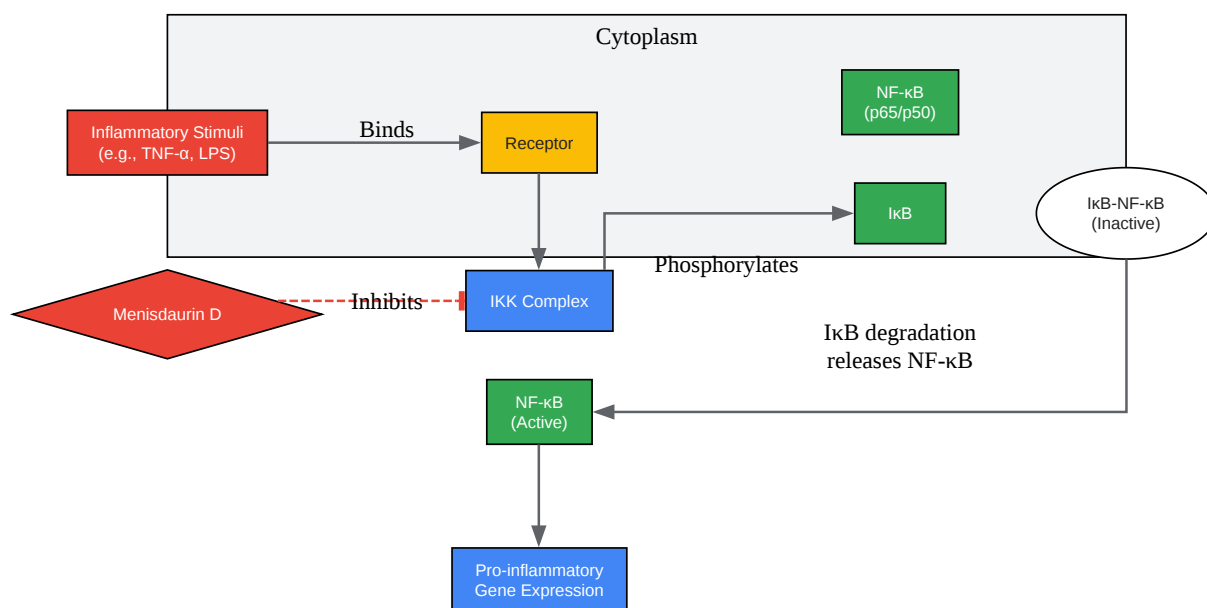 Cytoplasm
NF-κB
(p65/p50)
Inflammatory Stimuli
(e.g., TNF-α, LPS)
Binds
Receptor
IκB
IκB-NF-κB
(Inactive)
Phosphorylates
Menisdaurin D
Inhibits
IKK Complex
IκB degradation
releases NF-κB
NF-κB
(Active)
Pro-inflammatory
Gene Expression